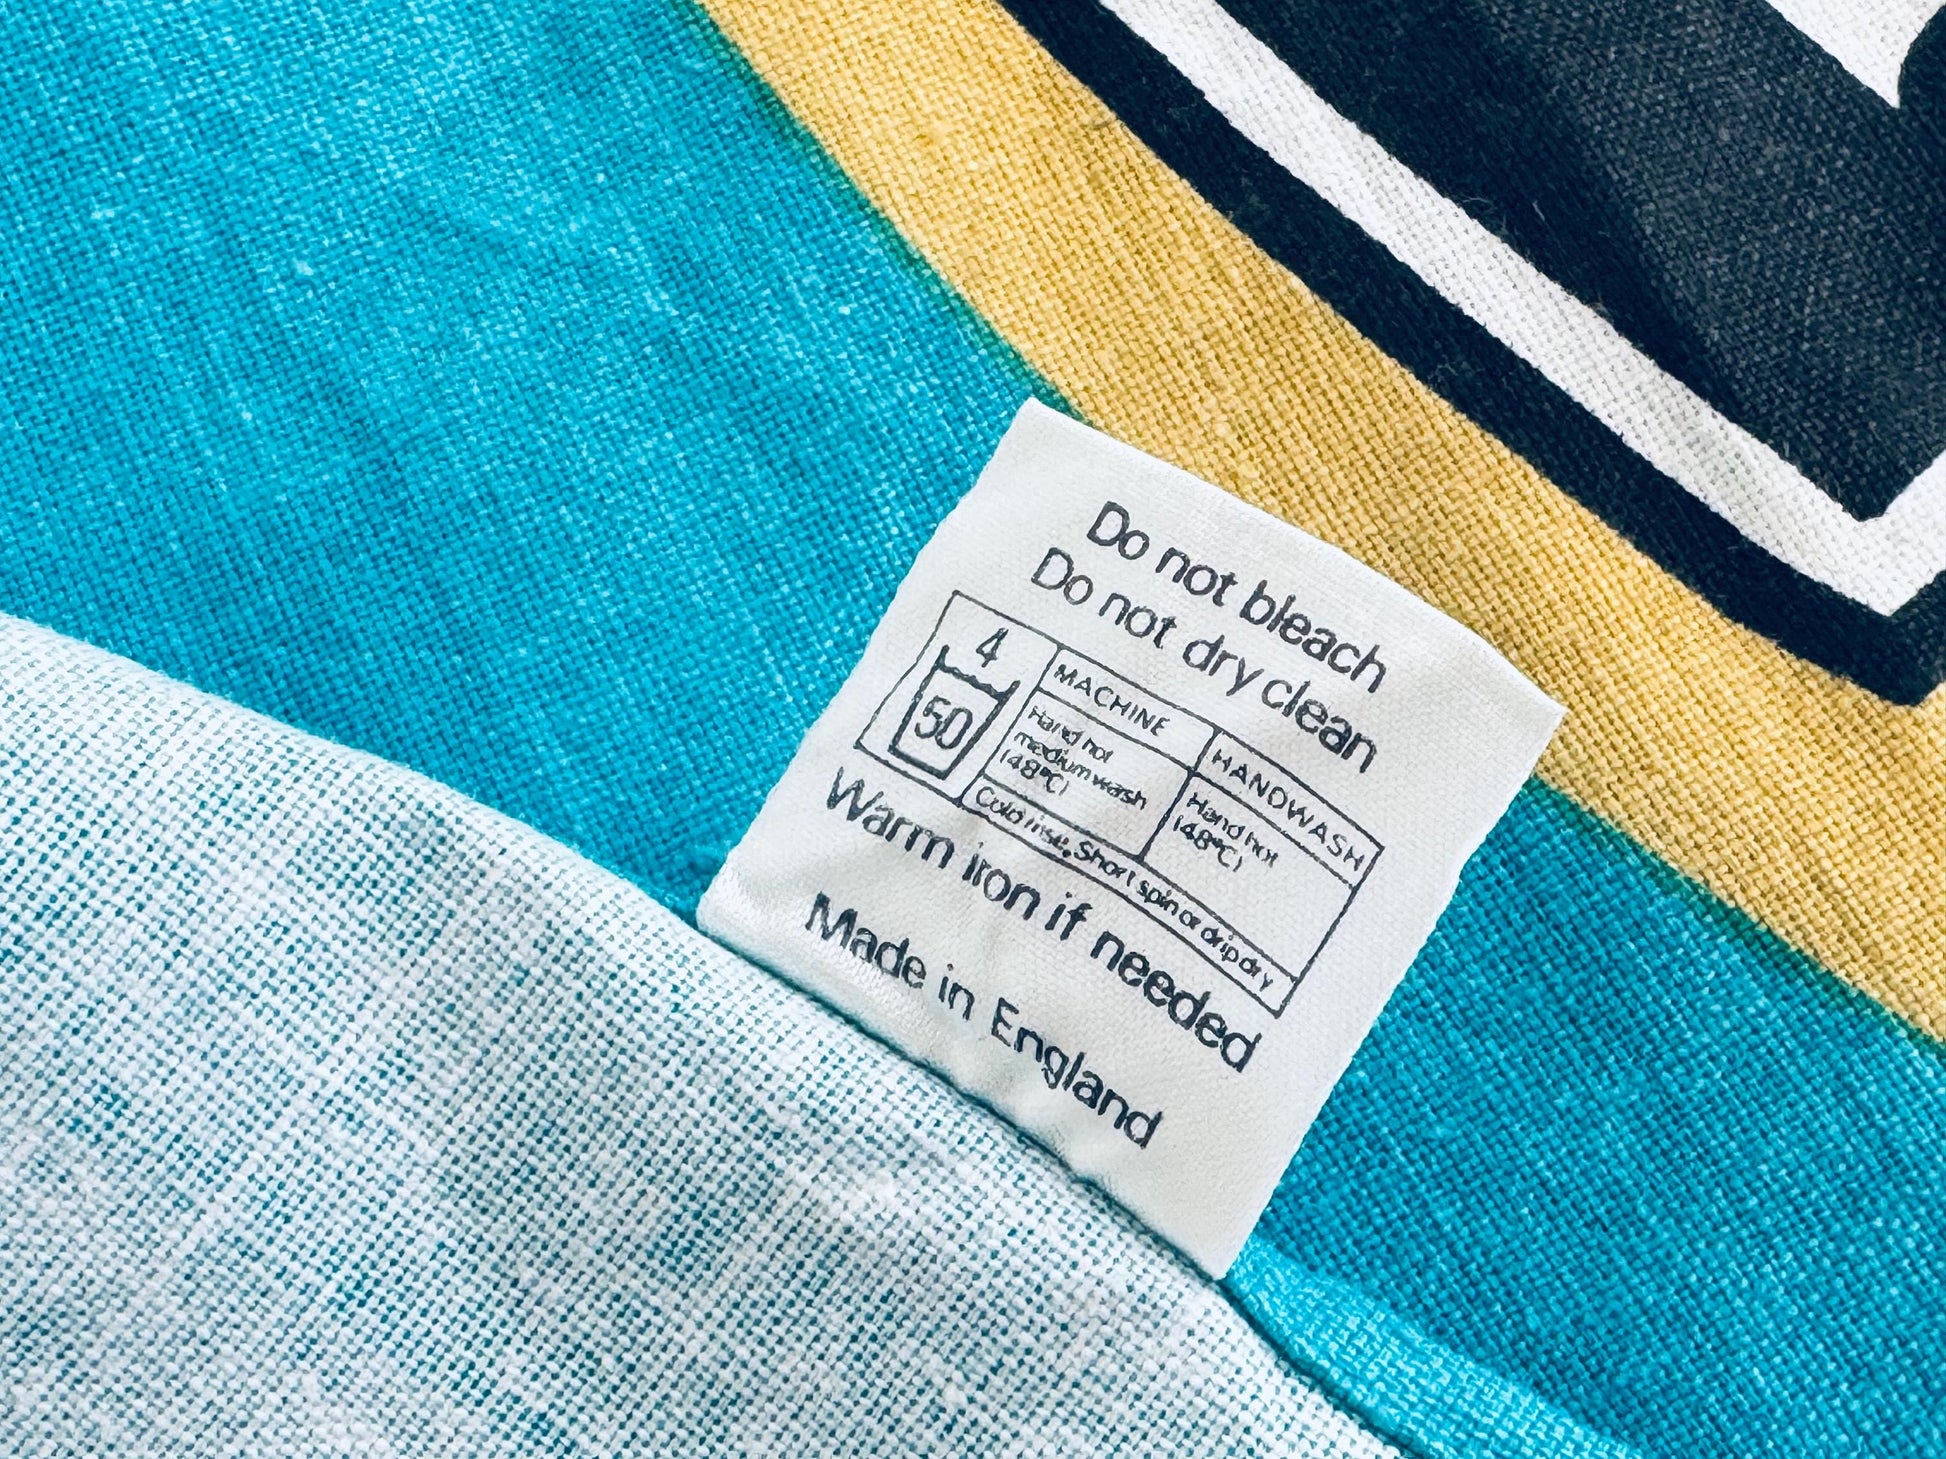 Do not bleach
Do not dry clean
4
50
MACHINE
HANDWASH
Hand hot
medium wash
(48°C)
Hand hot
(48°C)
Cold rinse. Short spin or drip dry
Warm iron if needed
Made in England